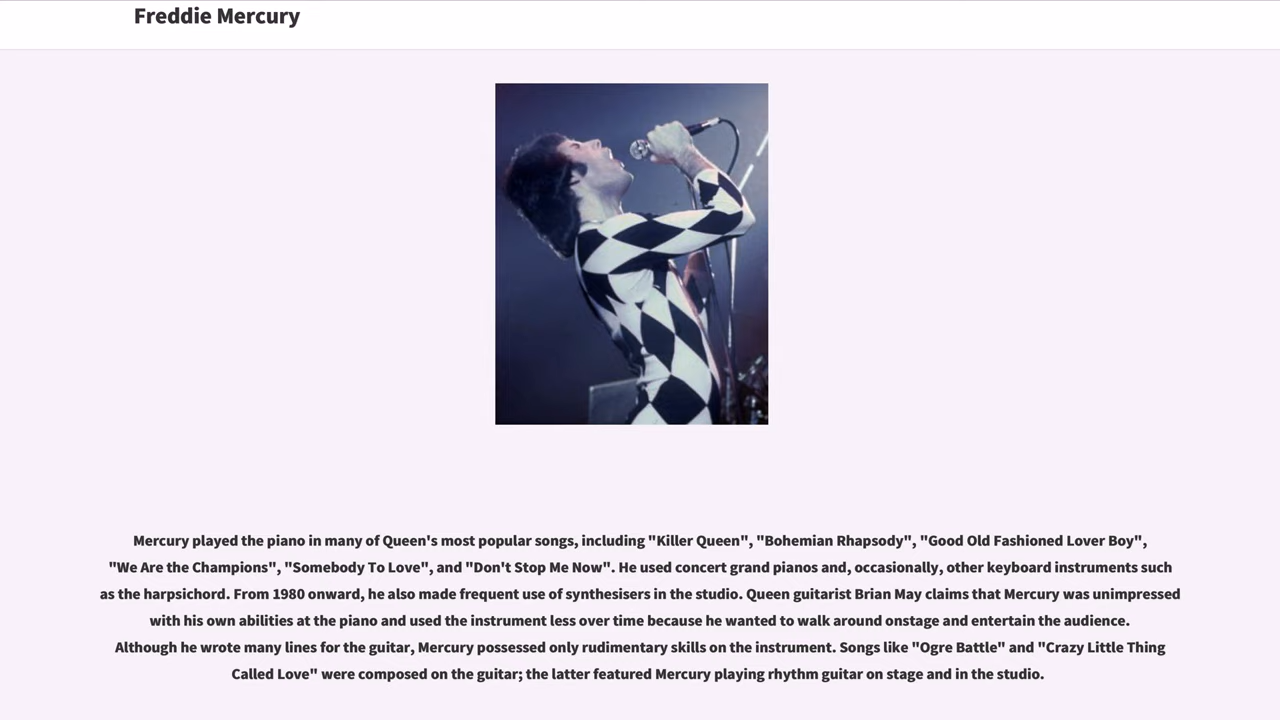 Freddie Mercury
Mercury played the piano in many of Queen's most popular songs, including "Killer Queen", "Bohemian Rhapsody", "Good Old Fashioned Lover Boy",
"We Are the Champions", "Somebody To Love", and "Don't Stop Me Now". He used concert grand pianos and, occasionally, other keyboard instruments such
as the harpsichord. From 1980 onward, he also made frequent use of synthesisers in the studio. Queen guitarist Brian May claims that Mercury was unimpressed
with his own abilities at the piano and used the instrument less over time because he wanted to walk around onstage and entertain the audience.
Although he wrote many lines for the guitar, Mercury possessed only rudimentary skills on the instrument. Songs like "Ogre Battle" and "Crazy Little Thing
Called Love" were composed on the guitar; the latter featured Mercury playing rhythm guitar on stage and in the studio.